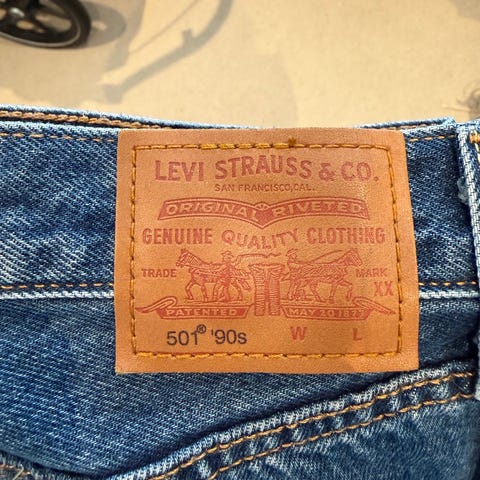 LEVI STRAUSS & CO.
SAN FRANCISCO, CAL.
ORIGINAL RIVETED
GENUINE QUALITY CLOTHING
TRADE MARK
XX
PATENTED MAY 20 1873
501® '90s W L